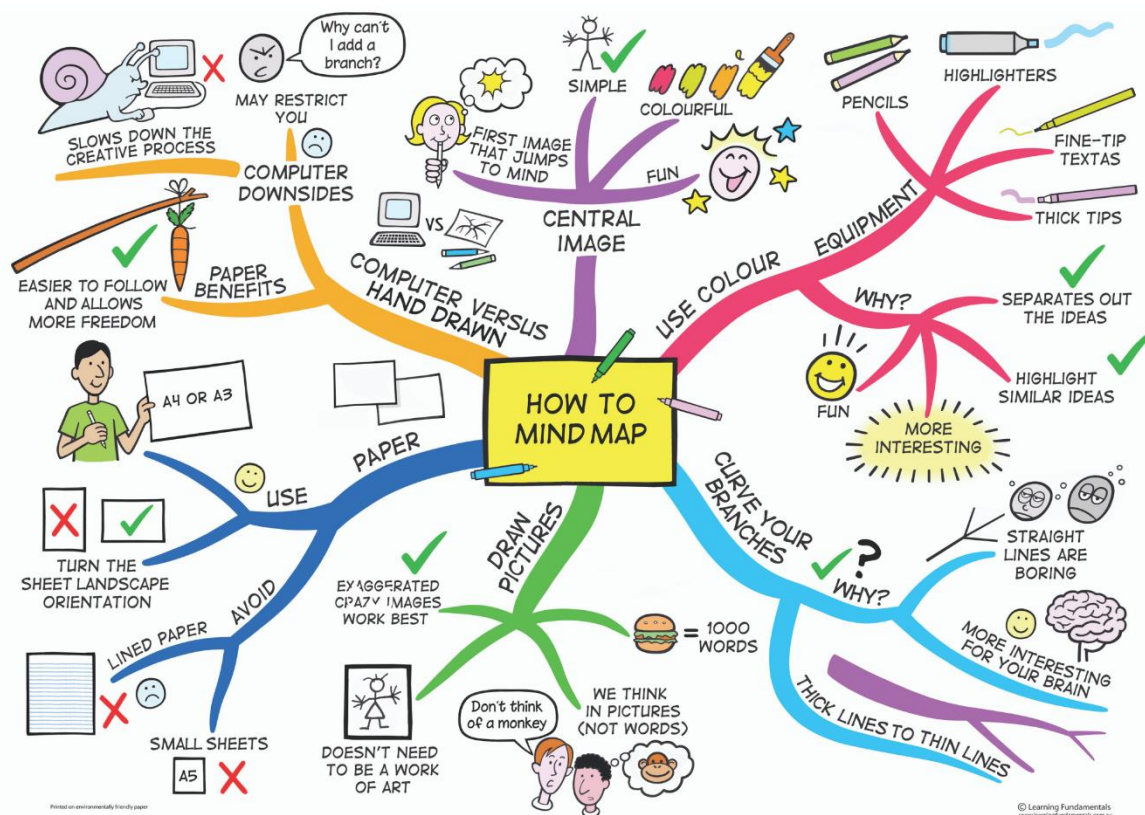 HOW TO
MIND MAP
COMPUTER VERSUS
HAND DRAWN
VS
COMPUTER
DOWNSIDES
SLOWS DOWN THE
CREATIVE PROCESS
MAY RESTRICT
YOU
Why can't
I add a
branch?
PAPER
BENEFITS
EASIER TO FOLLOW
AND ALLOWS
MORE FREEDOM
CENTRAL
IMAGE
FIRST IMAGE
THAT JUMPS
TO MIND
SIMPLE
COLOURFUL
FUN
USE COLOUR
EQUIPMENT
PENCILS
HIGHLIGHTERS
FINE-TIP
TEXTAS
THICK TIPS
WHY?
SEPARATES OUT
THE IDEAS
HIGHLIGHT
SIMILAR IDEAS
MORE
INTERESTING
FUN
CURVE YOUR
BRANCHES
?
WHY?
STRAIGHT
LINES ARE
BORING
MORE INTERESTING
FOR YOUR BRAIN
THICK LINES TO THIN LINES
DRAW
PICTURES
EXAGGERATED
CRAZY IMAGES
WORK BEST
= 1000
WORDS
DOESN'T NEED
TO BE A WORK
OF ART
WE THINK
IN PICTURES
(NOT WORDS)
Don't think
of a monkey
PAPER
USE
A4 OR A3
TURN THE
SHEET LANDSCAPE
ORIENTATION
AVOID
LINED PAPER
SMALL SHEETS
A5
Printed on environmentally friendly paper
© Learning Fundamentals
www.learningfundamentals.com.au